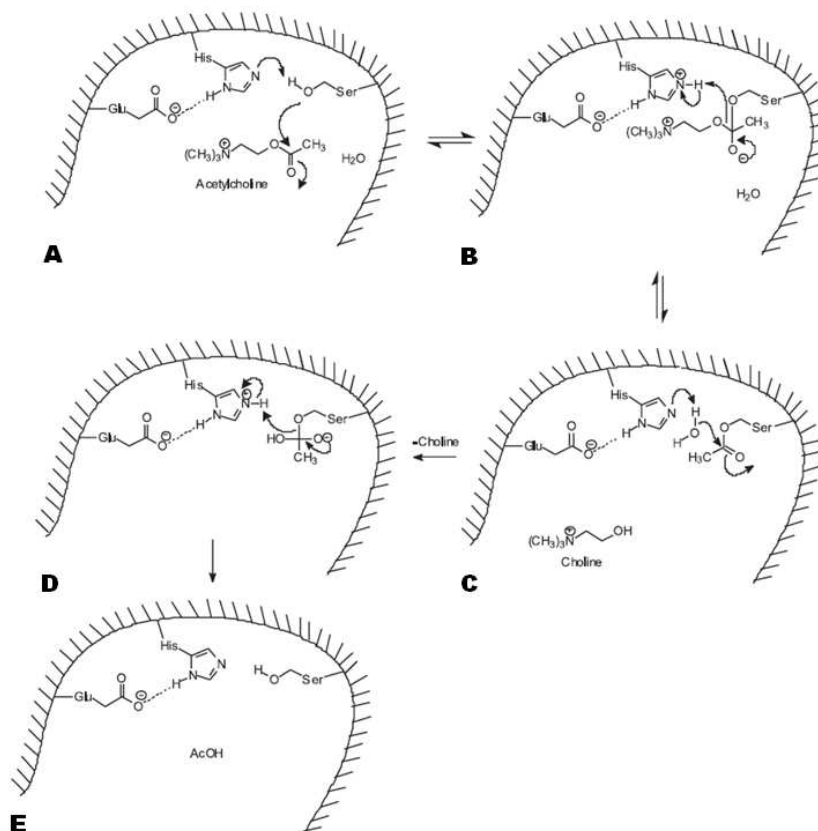 His
N
H
N
H
O
Ser
Glu
O
O⊖
(CH3)3N⊕
O
CH3
O
H2O
Acetylcholine
A
His
N⊕-H
H
N
O
Ser
Glu
O
O⊖
(CH3)3N⊕
O
CH3
O⊖
H2O
B
His
N-H
H
N
O
Ser
Glu
O
O⊖
HO
O⊖
CH3
D
-Choline
His
N
H
H
N
H
O
O
Ser
Glu
O
O⊖
H3C
O
(CH3)3N⊕
OH
Choline
C
His
N
H
N
H
O
Ser
Glu
O
O⊖
AcOH
E